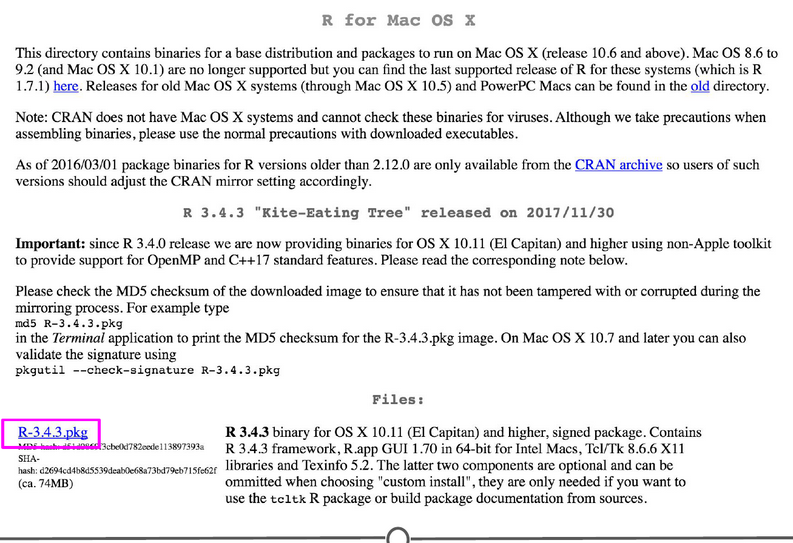 R for Mac OS X
This directory contains binaries for a base distribution and packages to run on Mac OS X (release 10.6 and above). Mac OS 8.6 to
9.2 (and Mac OS X 10.1) are no longer supported but you can find the last supported release of R for these systems (which is R
1.7.1) here. Releases for old Mac OS X systems (through Mac OS X 10.5) and PowerPC Macs can be found in the old directory.
Note: CRAN does not have Mac OS X systems and cannot check these binaries for viruses. Although we take precautions when
assembling binaries, please use the normal precautions with downloaded executables.
As of 2016/03/01 package binaries for R versions older than 2.12.0 are only available from the CRAN archive so users of such
versions should adjust the CRAN mirror setting accordingly.
R 3.4.3 "Kite-Eating Tree" released on 2017/11/30
Important: since R 3.4.0 release we are now providing binaries for OS X 10.11 (El Capitan) and higher using non-Apple toolkit
to provide support for OpenMP and C++17 standard features. Please read the corresponding note below.
Please check the MD5 checksum of the downloaded image to ensure that it has not been tampered with or corrupted during the
mirroring process. For example type
md5 R-3.4.3.pkg
in the Terminal application to print the MD5 checksum for the R-3.4.3.pkg image. On Mac OS X 10.7 and later you can also
validate the signature using
pkgutil --check-signature R-3.4.3.pkg
Files:
R-3.4.3.pkg
MD5-hash:
SHA-
hash: d2694cd4b8d5539deab0e68a73bd79eb715fe62f
(ca. 74MB)
R 3.4.3 binary for OS X 10.11 (El Capitan) and higher, signed package. Contains
R 3.4.3 framework, R.app GUI 1.70 in 64-bit for Intel Macs, Tcl/Tk 8.6.6 X11
libraries and Texinfo 5.2. The latter two components are optional and can be
ommitted when choosing "custom install", they are only needed if you want to
use the tcltk R package or build package documentation from sources.